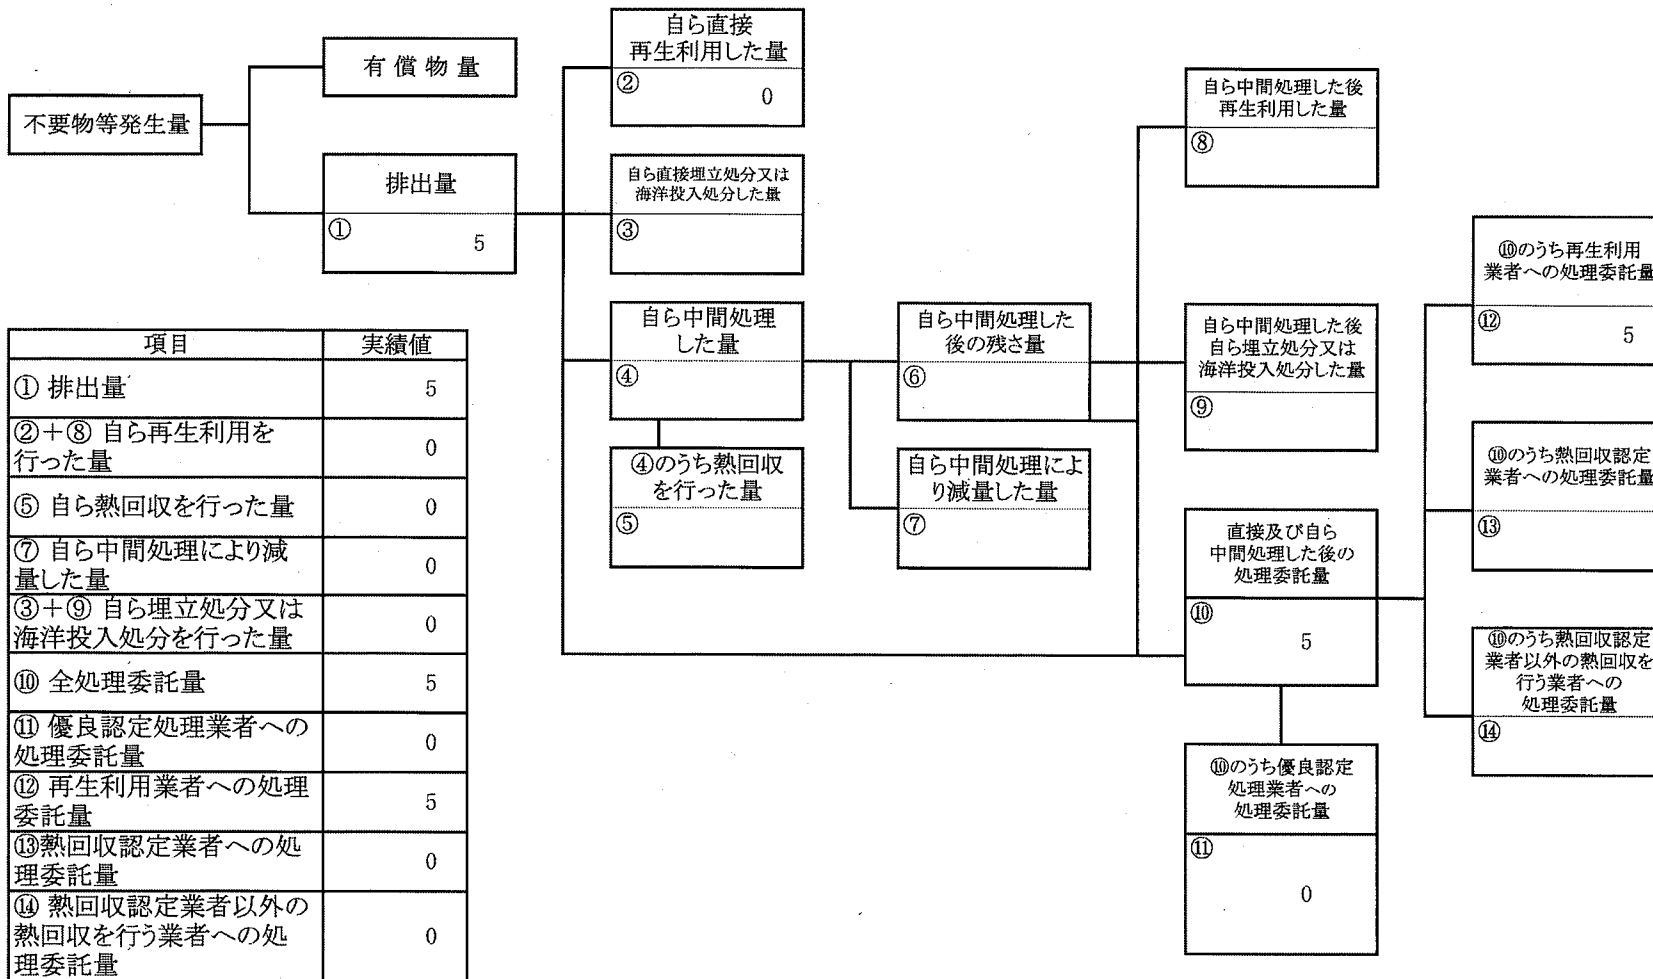 不要物等発生量
有償物量
排出量
①
5
自ら直接
再生利用した量
②
0
自ら直接埋立処分又は
海洋投入処分した量
③
自ら中間処理
した量
④
④のうち熱回収
を行った量
⑤
自ら中間処理した
後の残さ量
⑥
自ら中間処理によ
り減量した量
⑦
自ら中間処理した後
再生利用した量
⑧
自ら中間処理した後
自ら埋立処分又は
海洋投入処分した量
⑨
直接及び自ら
中間処理した後の
処理委託量
⑩
5
⑩のうち優良認定
処理業者への
処理委託量
⑪
0
⑩のうち再生利用
業者への処理委託量
⑫
5
⑩のうち熱回収認定
業者への処理委託量
⑬
⑩のうち熱回収認定
業者以外の熱回収を
行う業者への
処理委託量
⑭
項目 実績値
① 排出量 5
②＋⑧ 自ら再生利用を
行った量 0
⑤ 自ら熱回収を行った量 0
⑦ 自ら中間処理により減
量した量 0
③＋⑨ 自ら埋立処分又は
海洋投入処分を行った量 0
⑩ 全処理委託量 5
⑪ 優良認定処理業者への
処理委託量 0
⑫ 再生利用業者への処理
委託量 5
⑬熱回収認定業者への処
理委託量 0
⑭ 熱回収認定業者以外の
熱回収を行う業者への処
理委託量 0